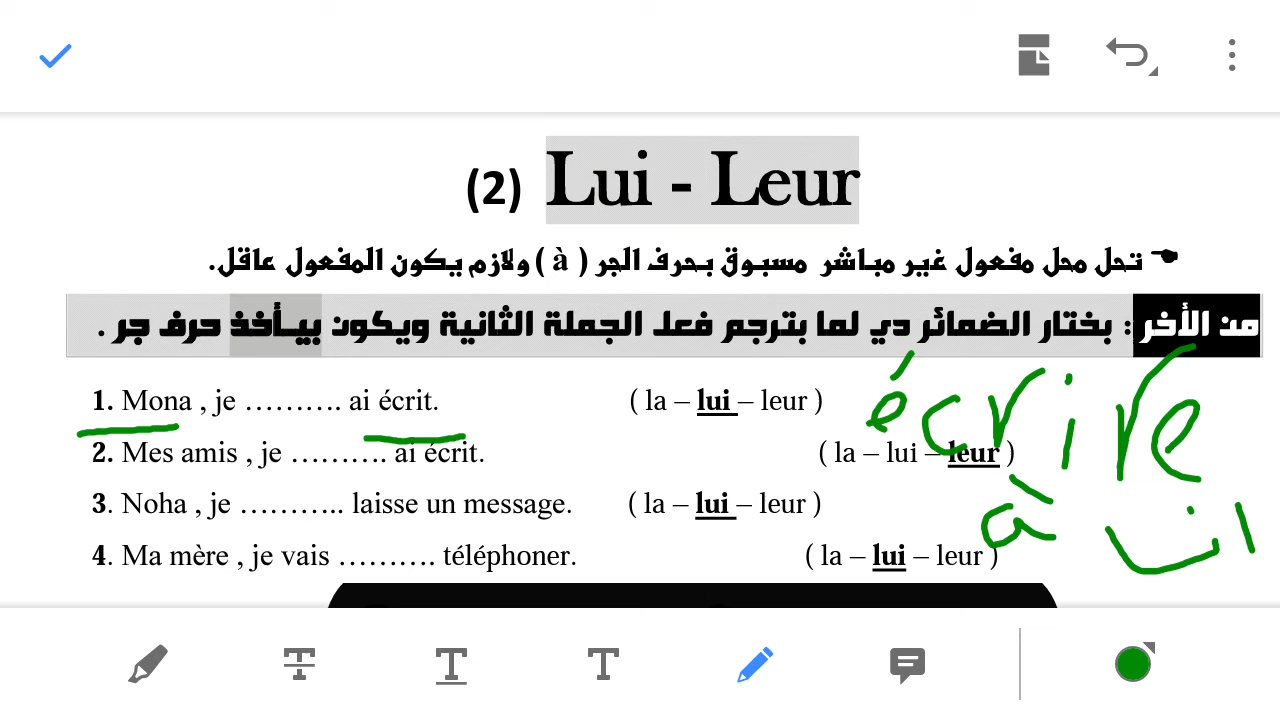 (2) Lui - Leur
☚ تحل محل مفعول غير مباشر مسبوق بحرف الجر ( à ) ولازم يكون المفعول عاقل.
من الأخر : بختار الضمائر دي لما بترجم فعل الجملة الثانية ويكون بيأخذ حرف جر .
1. Mona , je ………. ai écrit. ( la – lui – leur )
écrire
2. Mes amis , je ………. ai écrit. ( la – lui – leur )
3. Noha , je ……….. laisse un message. ( la – lui – leur )
à
4. Ma mère , je vais ………. téléphoner. ( la – lui – leur )
T T T